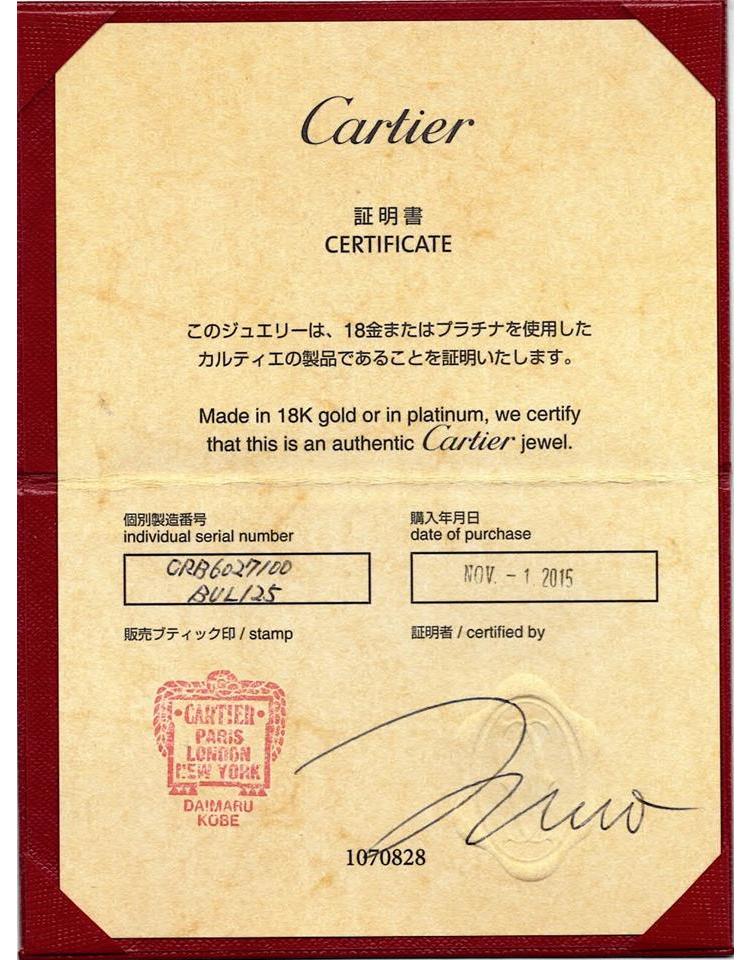 Cartier
証明書
CERTIFICATE
このジュエリーは、18金またはプラチナを使用した
カルティエの製品であることを証明いたします。
Made in 18K gold or in platinum, we certify
that this is an authentic Cartier jewel.
個別製造番号
individual serial number
CRB6027100
BUL125
購入年月日
date of purchase
NOV. - 1. 2015
販売ブティック印 / stamp
証明者 / certified by
CARTIER
PARIS
LONDON
NEW YORK
DAIMARU
KOBE
1070828